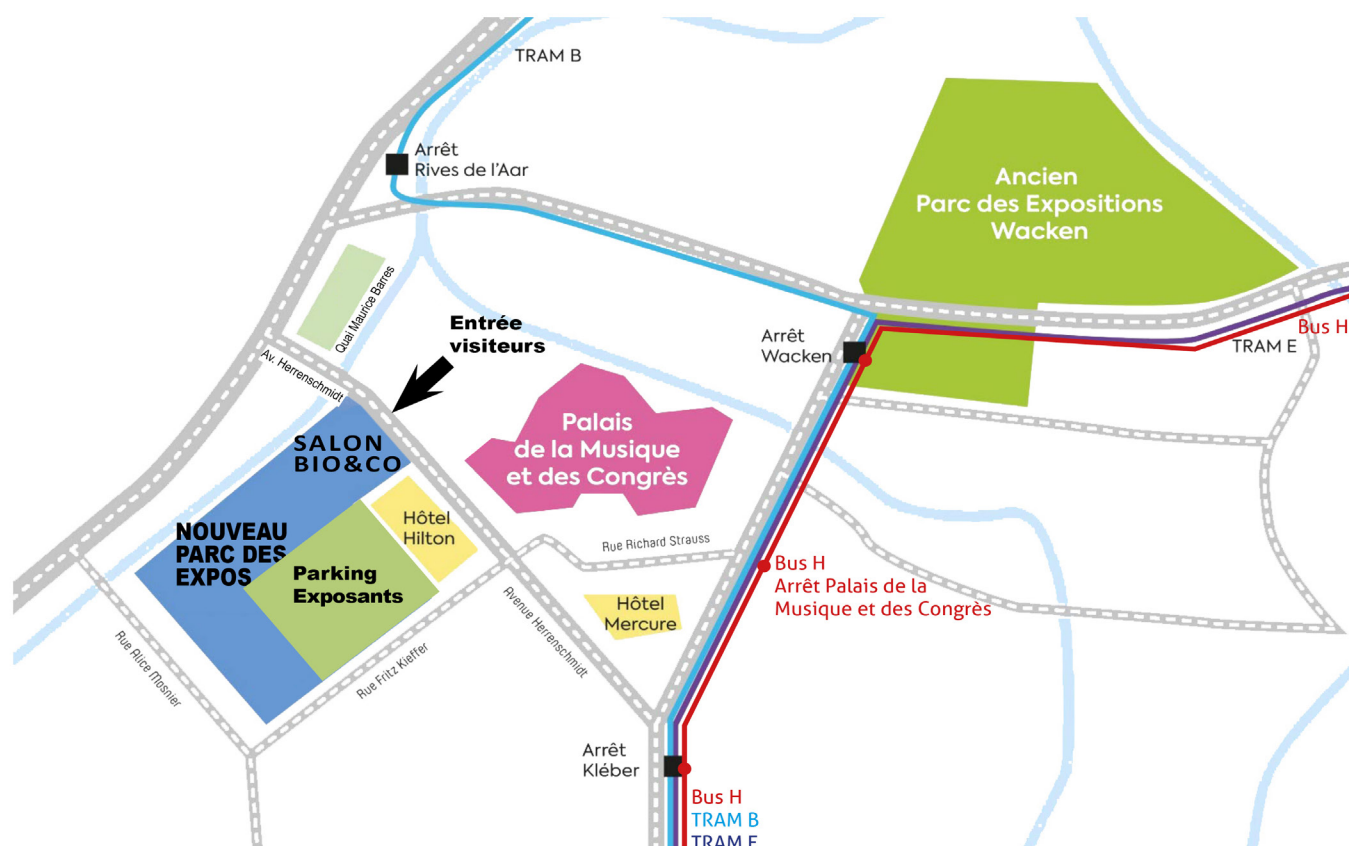 TRAM B
Arrêt
Rives de l'Aar
Ancien
Parc des Expositions
Wacken
Quai Maurice Barres
Entrée
visiteurs
Arrêt
Wacken
Bus H
TRAM E
Av. Herrenschmidt
Palais
de la Musique
et des Congrès
SALON
BIO&CO
Hôtel
Hilton
NOUVEAU
PARC DES
EXPOS
Parking
Exposants
Rue Richard Strauss
Bus H
Arrêt Palais de la
Musique et des Congrès
Hôtel
Mercure
Avenue Herrenschmidt
Rue Alice Mosnier
Rue Fritz Kieffer
Arrêt
Kléber
Bus H
TRAM B
TRAM E